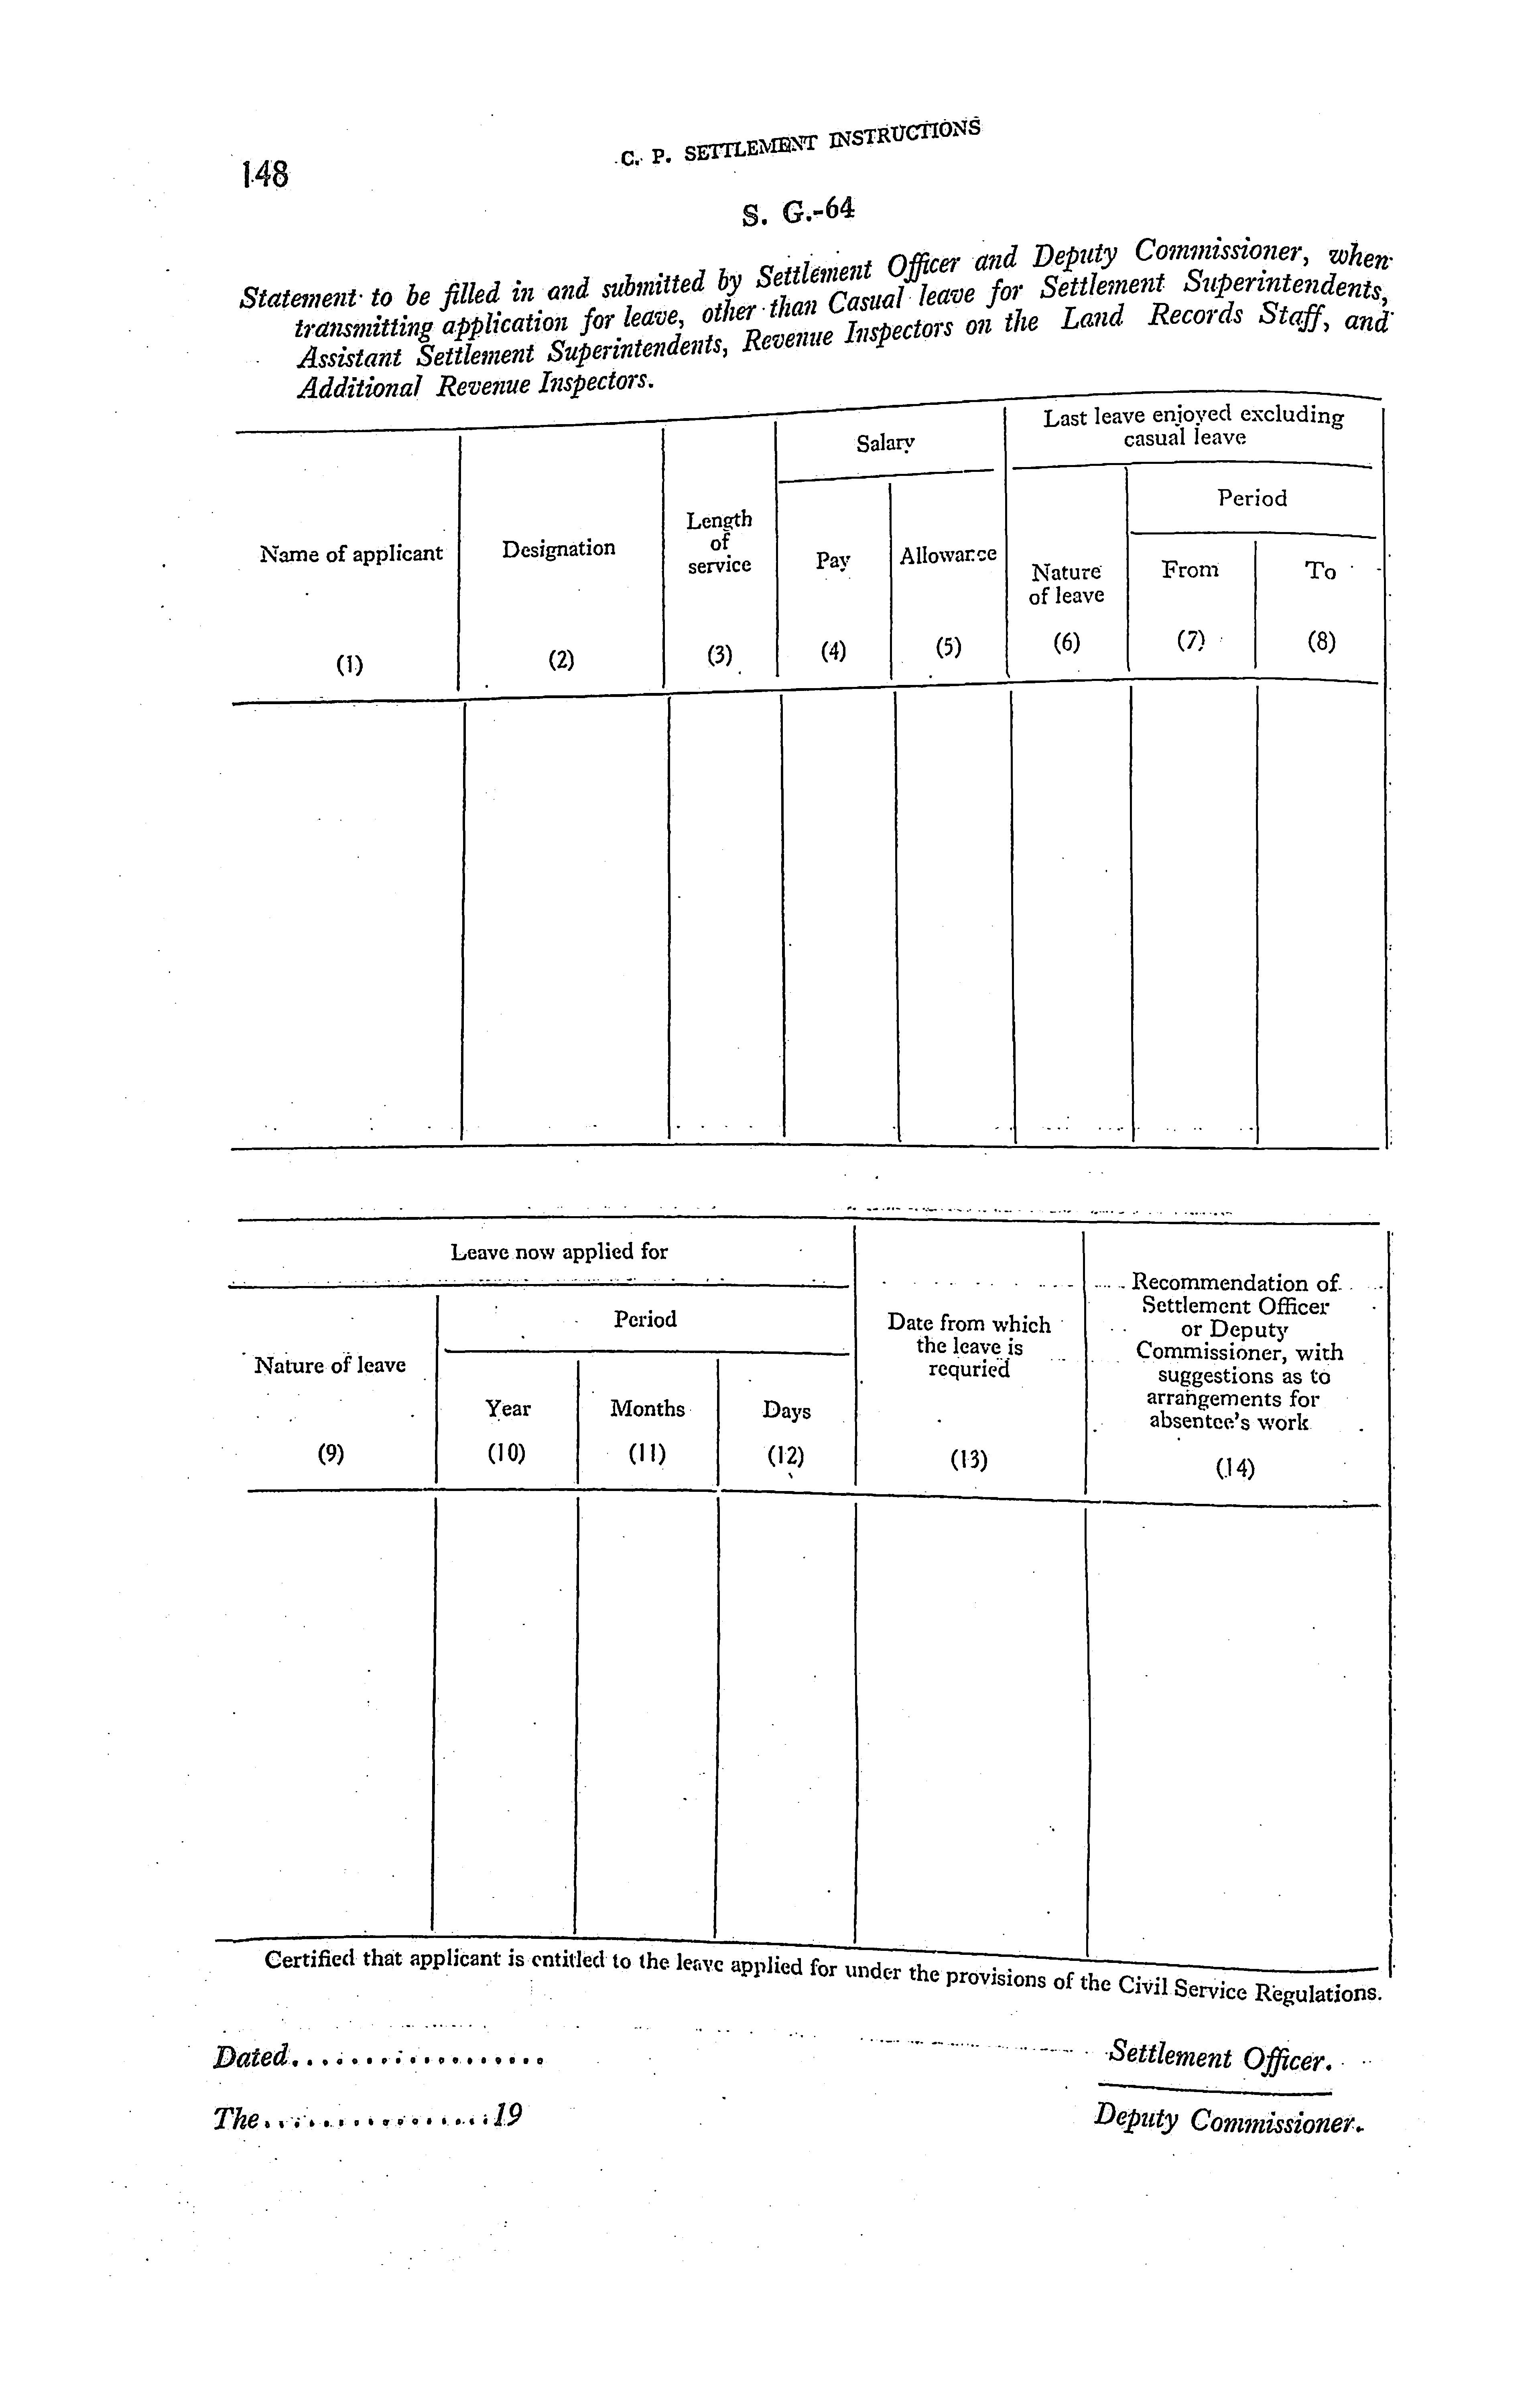 148
C. P. SETTLEMENT INSTRUCTIONS
S. G.-64
Statement to be filled in and submitted by Settlement Officer and Deputy Commissioner, when
transmitting application for leave, other than Casual leave for Settlement Superintendents,
Assistant Settlement Superintendents, Revenue Inspectors on the Land Records Staff, and
Additional Revenue Inspectors.
Name of applicant
(1)
Designation
(2)
Length
of
service
(3)
Salary
Pay
(4)
Allowance
(5)
Last leave enjoyed excluding
casual leave
Nature
of leave
(6)
Period
From
(7)
To
(8)
Leave now applied for
Nature of leave
(9)
Period
Year
(10)
Months
(11)
Days
(12)
Date from which
the leave is
requried
(13)
Recommendation of
Settlement Officer
or Deputy
Commissioner, with
suggestions as to
arrangements for
absentee's work
(14)
Certified that applicant is entitled to the leave applied for under the provisions of the Civil Service Regulations.
Dated..................
The................19
Settlement Officer.
Deputy Commissioner.